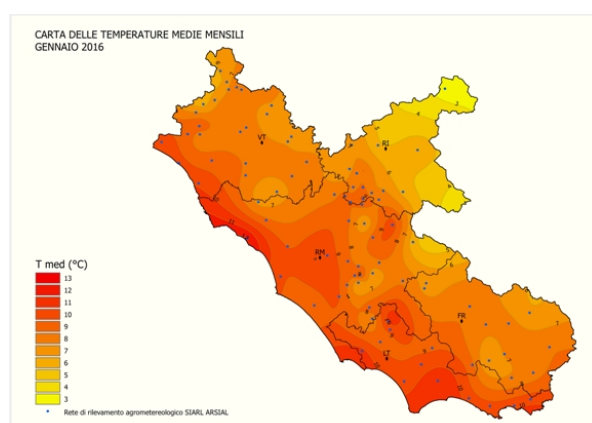 CARTA DELLE TEMPERATURE MEDIE MENSILI
GENNAIO 2016
VT
RI
RM
FR
LT
T med (°C)
13
12
11
10
9
8
7
6
5
4
3
Rete di rilevamento agrometereologico SIARL ARSIAL